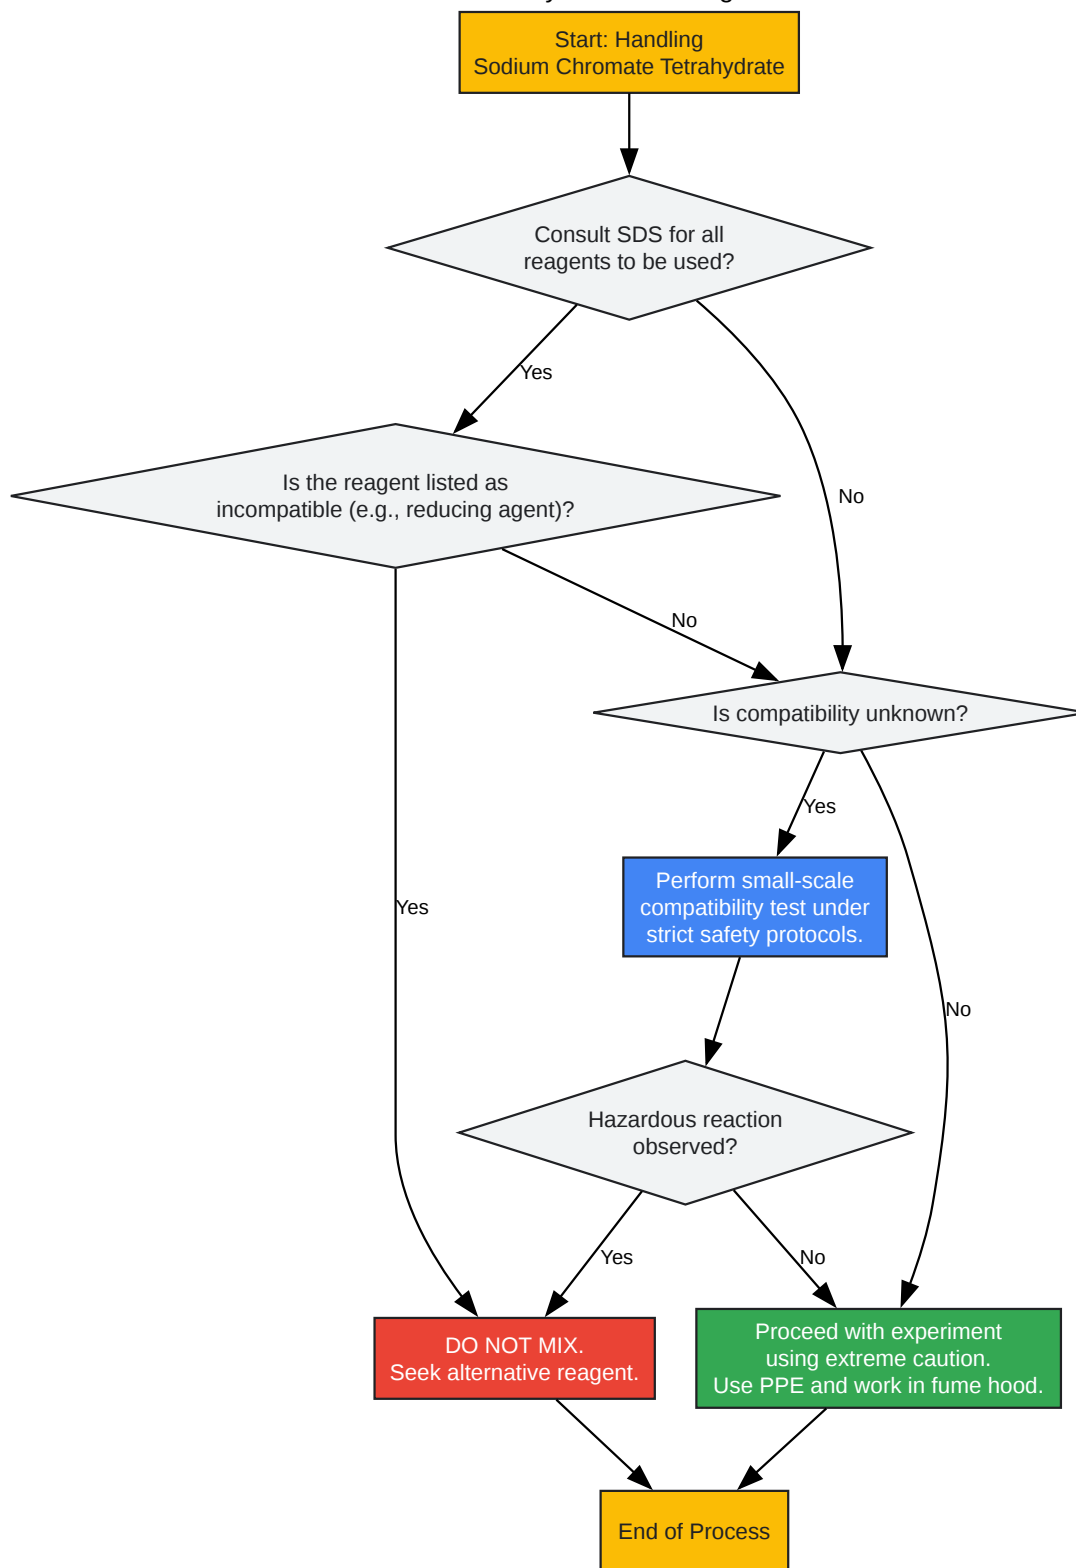 Start: Handling
Sodium Chromate Tetrahydrate
Consult SDS for all
reagents to be used?
Yes
Is the reagent listed as
incompatible (e.g., reducing agent)?
No
No
Is compatibility unknown?
Yes
Perform small-scale
compatibility test under
strict safety protocols.
Yes
No
Hazardous reaction
observed?
Yes
No
DO NOT MIX.
Seek alternative reagent.
Proceed with experiment
using extreme caution.
Use PPE and work in fume hood.
End of Process